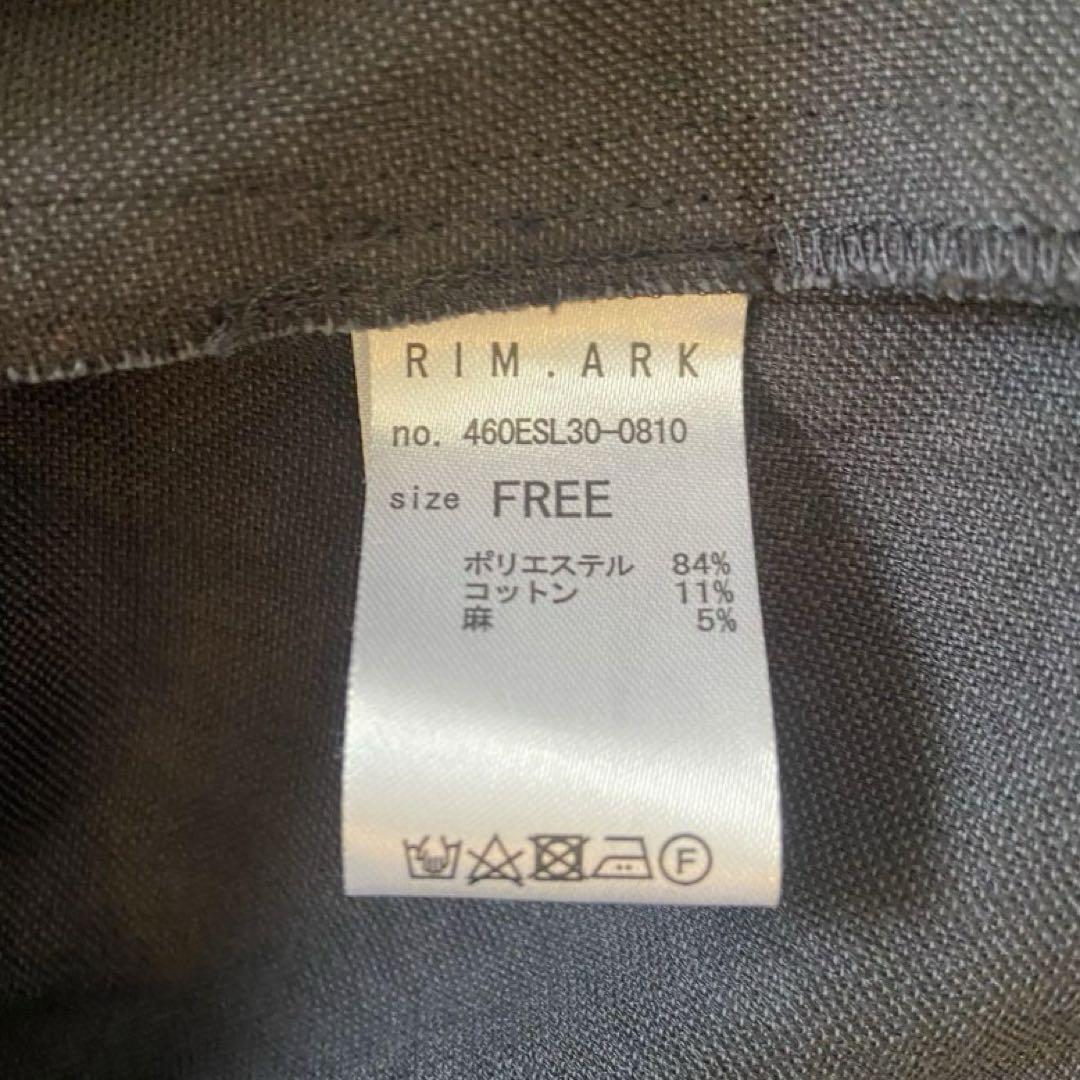 RIM.ARK
no. 460ESL30-0810
size FREE
ポリエステル 84%
コットン 11%
麻 5%
F